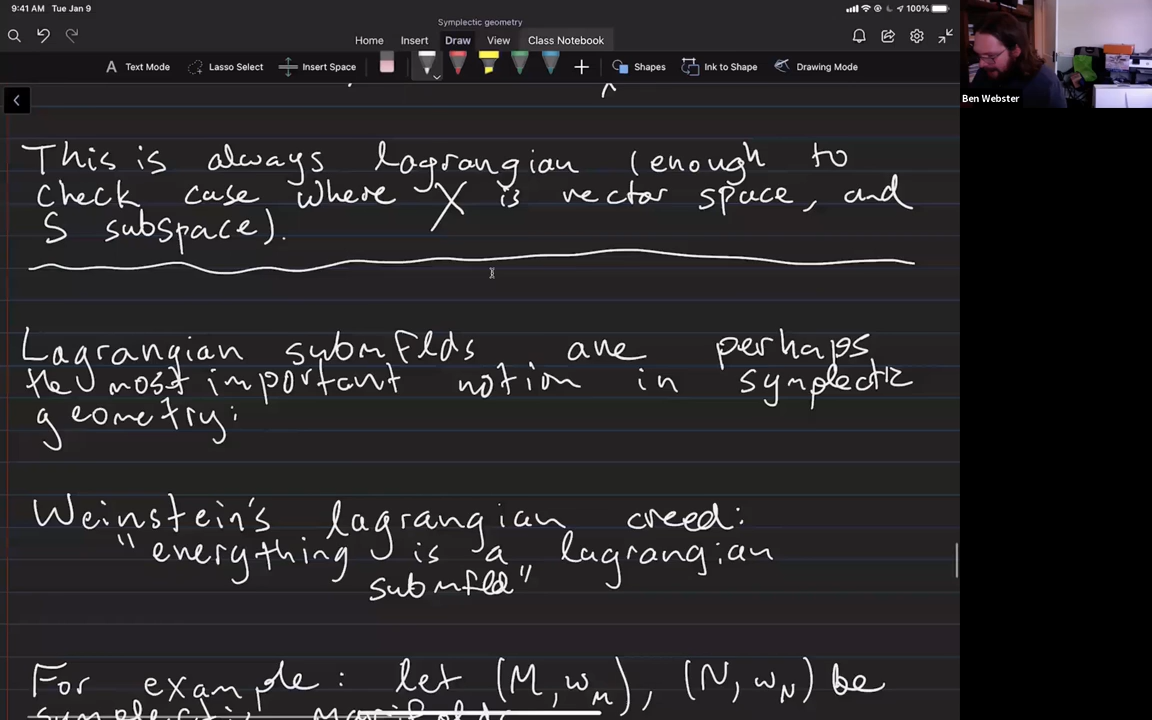 9:41 AM Tue Jan 9
100%
Symplectic geometry
Home Insert Draw View Class Notebook
Text Mode Lasso Select Insert Space Shapes Ink to Shape Drawing Mode
Ben Webster
This is always lagrangian (enough to
check case where X is vector space, and
S subspace).
Lagrangian submflds are perhaps
the most important notion in symplectic
geometry:
Weinstein's lagrangian creed:
"everything is a lagrangian
submfld"
For example: let (M, ω_M), (N, ω_N) be
symplectic manifolds